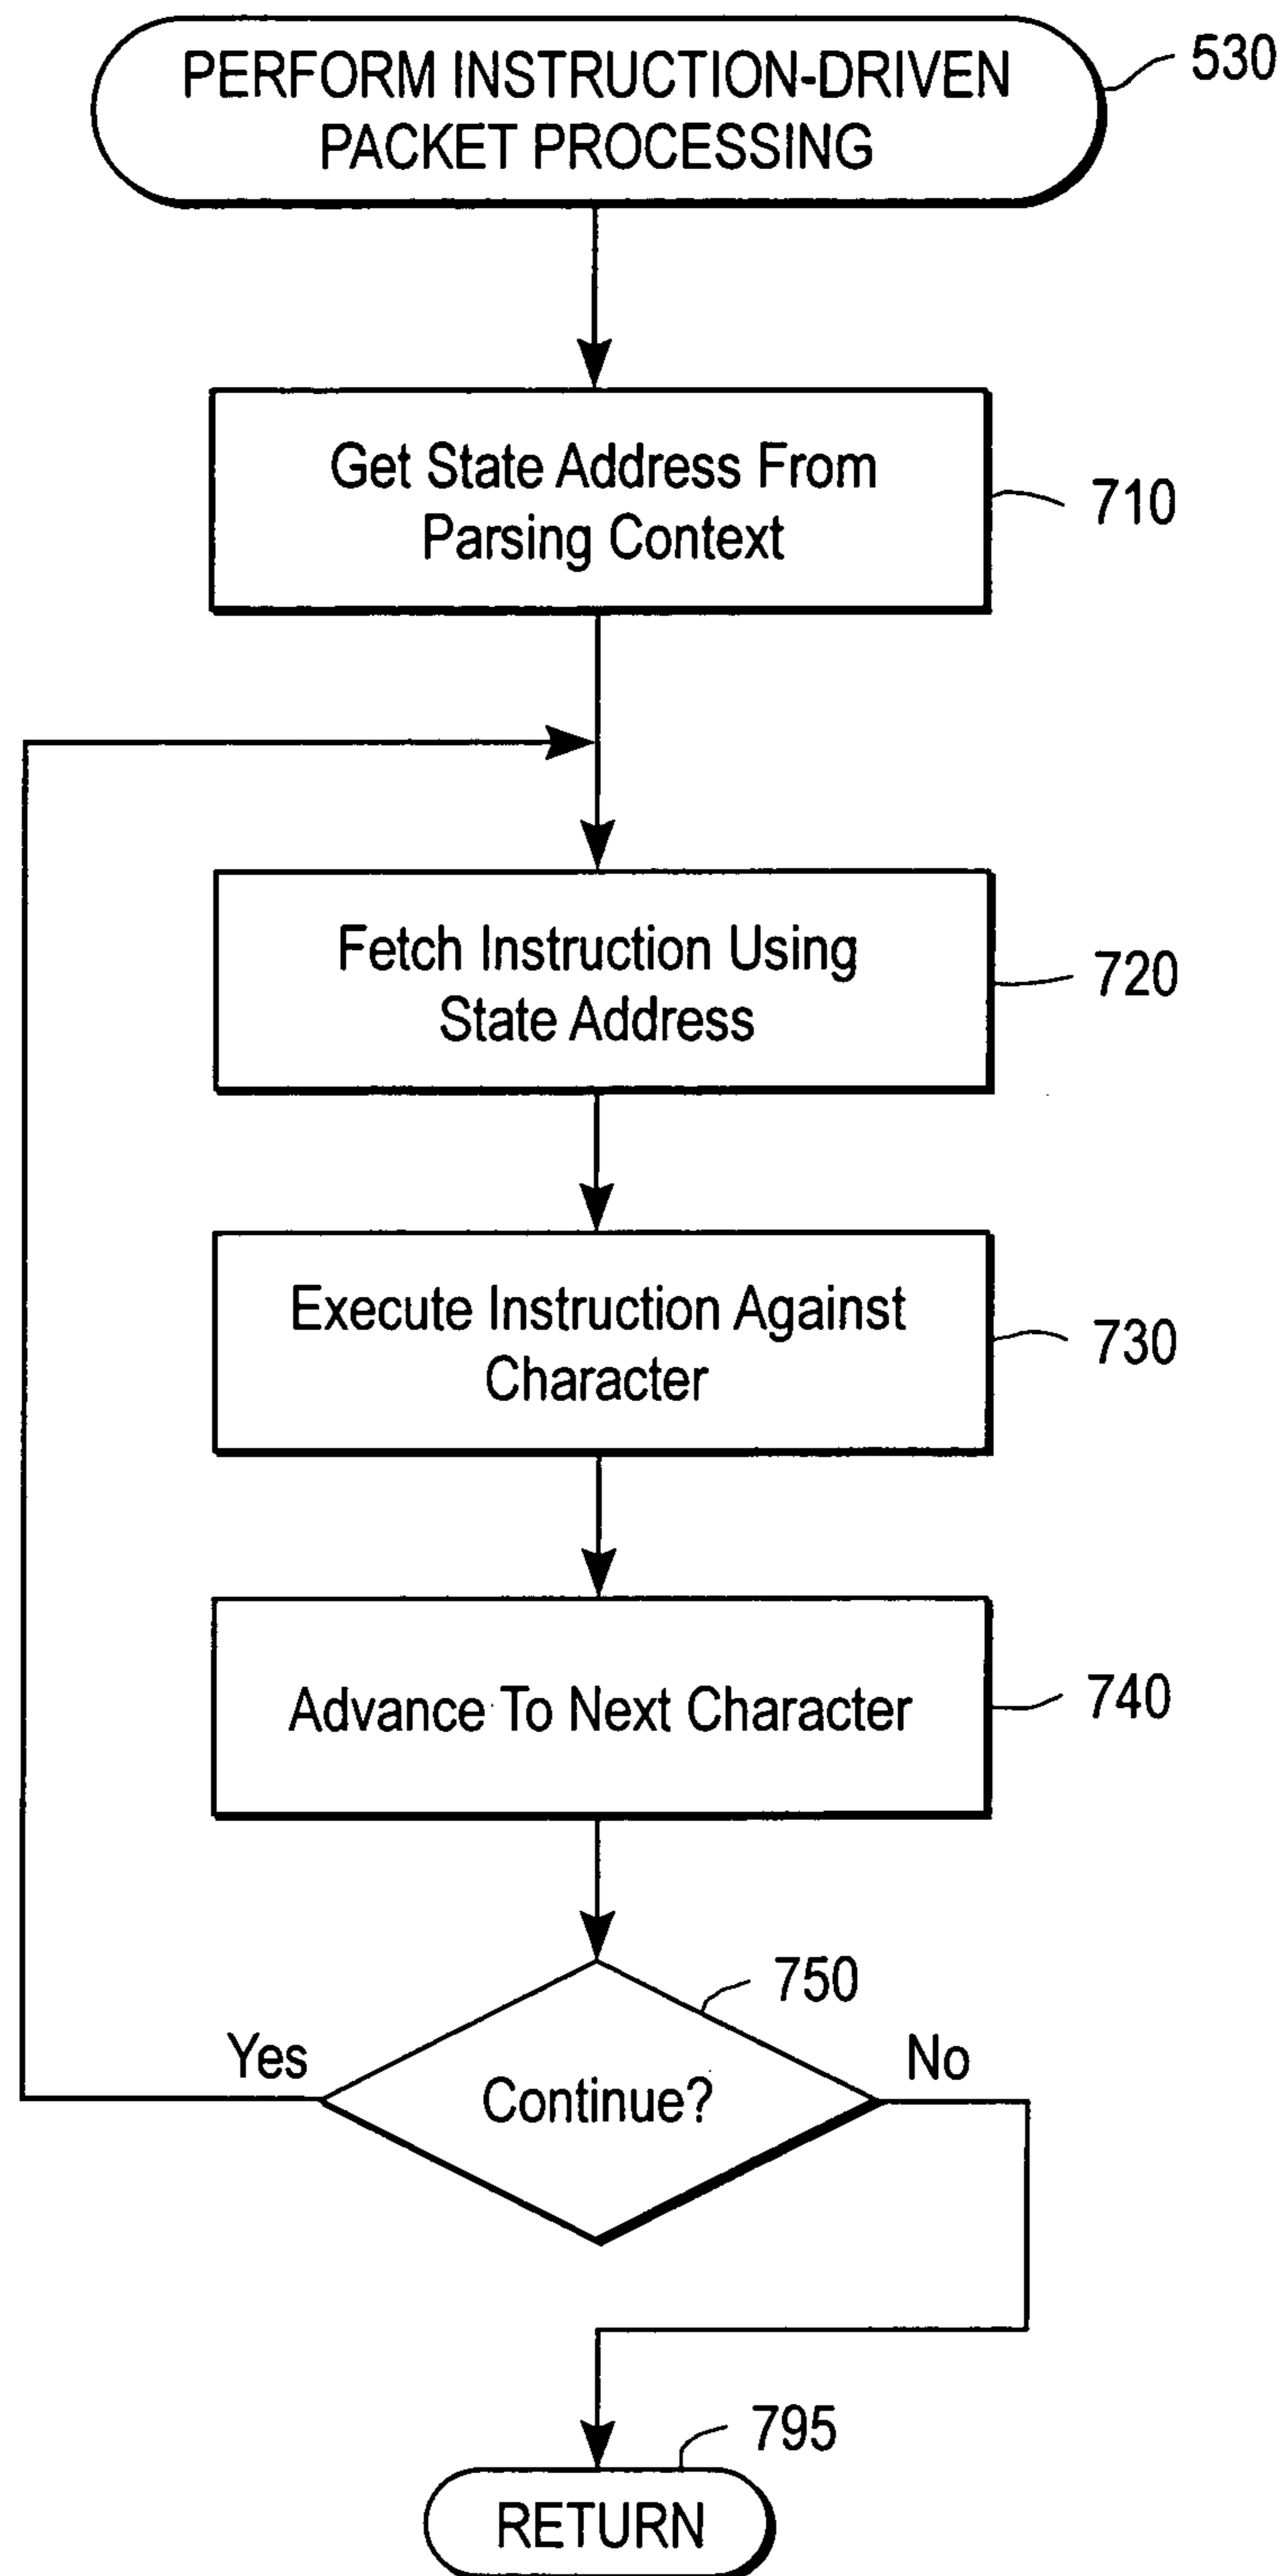 PERFORM INSTRUCTION-DRIVEN
PACKET PROCESSING
530
Get State Address From
Parsing Context
710
Fetch Instruction Using
State Address
720
Execute Instruction Against
Character
730
Advance To Next Character
740
750
Yes
Continue?
No
795
RETURN